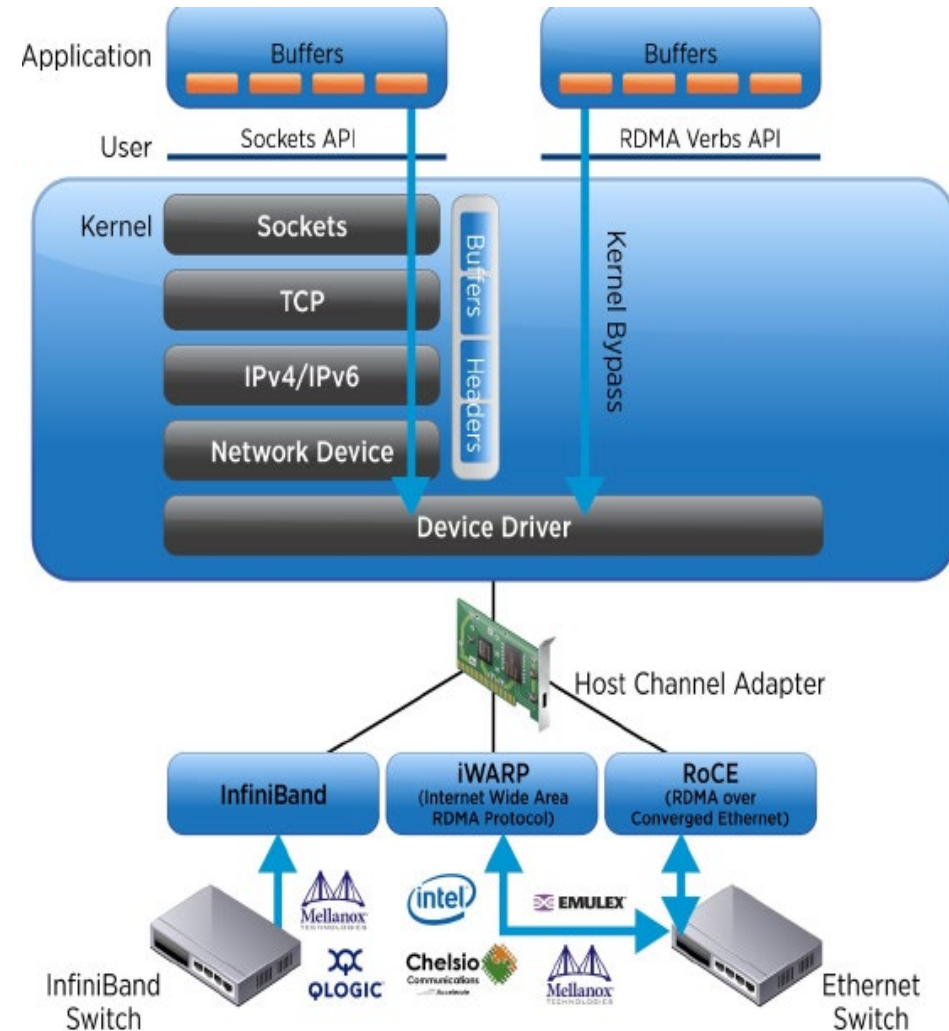 Application
Buffers
Buffers
User
Sockets API
RDMA Verbs API
Kernel
Sockets
TCP
IPv4/IPv6
Network Device
Buffers
Headers
Kernel Bypass
Device Driver
Host Channel Adapter
InfiniBand
iWARP
(Internet Wide Area
RDMA Protocol)
RoCE
(RDMA over
Converged Ethernet)
Mellanox
TECHNOLOGIES
QLOGIC
intel
Chelsio
Communications
Accelerate
EMULEX
Mellanox
TECHNOLOGIES
InfiniBand
Switch
Ethernet
Switch